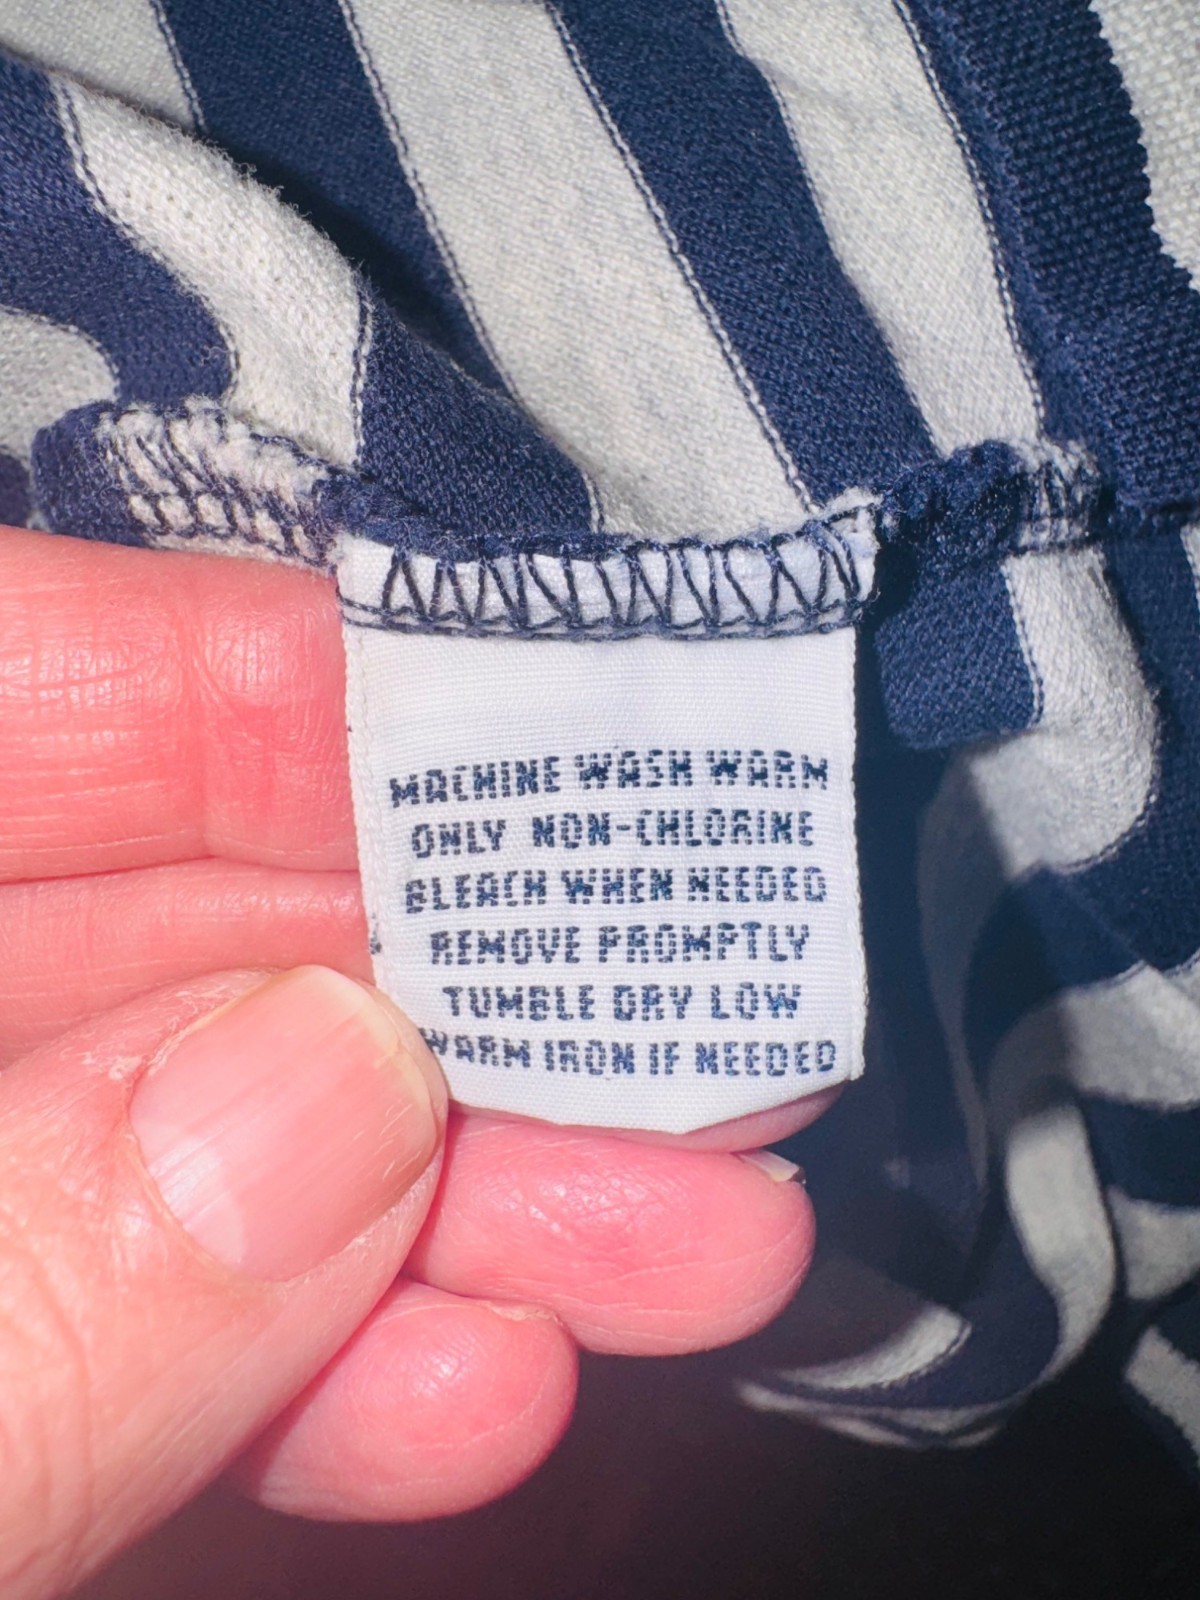 MACHINE WASH WARM
ONLY NON-CHLORINE
BLEACH WHEN NEEDED
REMOVE PROMPTLY
TUMBLE DRY LOW
WARM IRON IF NEEDED